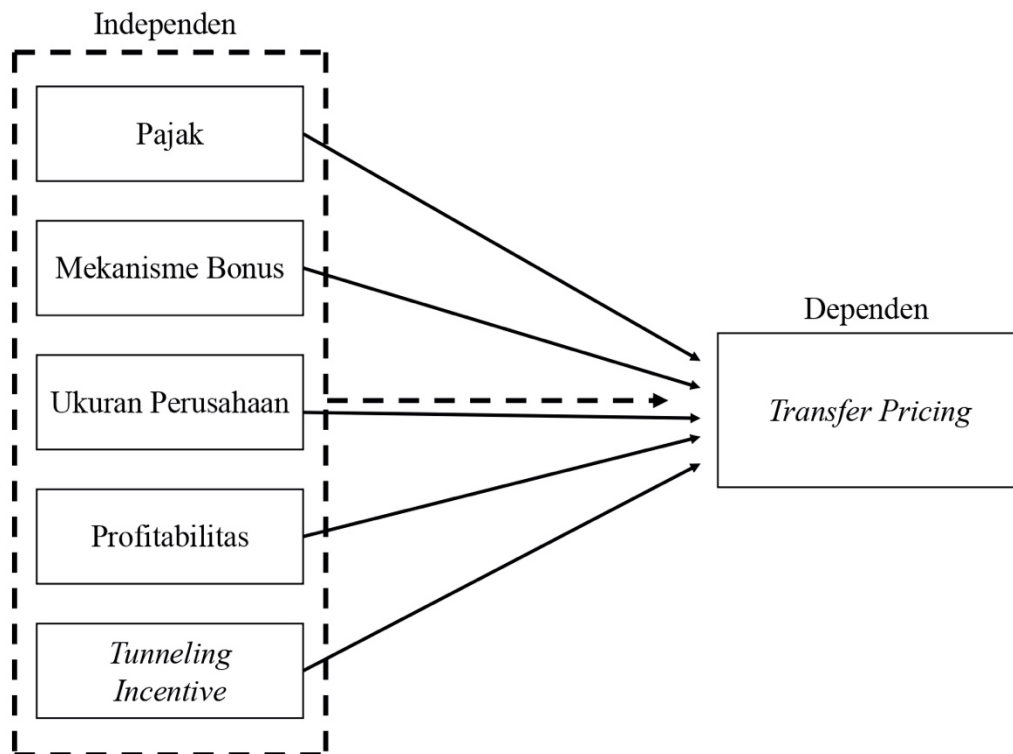 Independen
Pajak
Mekanisme Bonus
Ukuran Perusahaan
Profitabilitas
Tunneling
Incentive
Dependen
Transfer Pricing